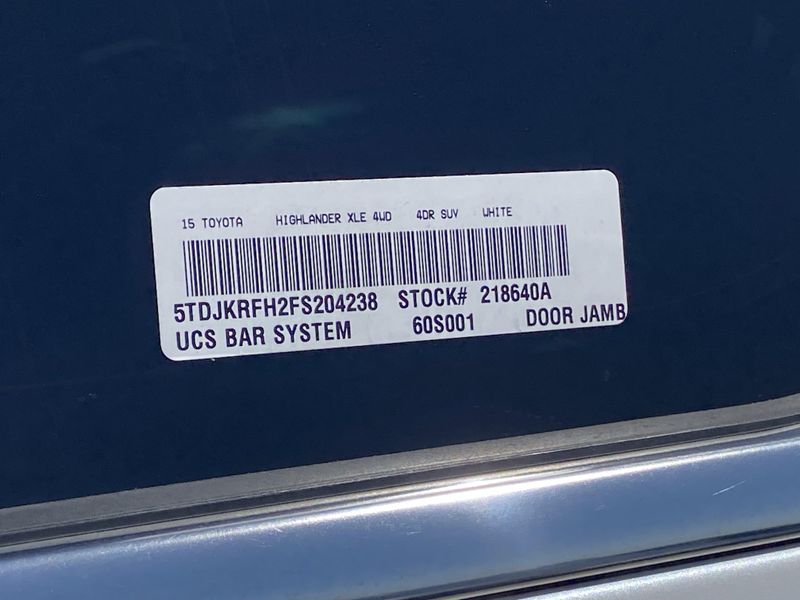 15 TOYOTA HIGHLANDER XLE 4WD 4DR SUV WHITE
5TDJKRFH2FS204238 STOCK# 218640A
UCS BAR SYSTEM 60S001 DOOR JAMB